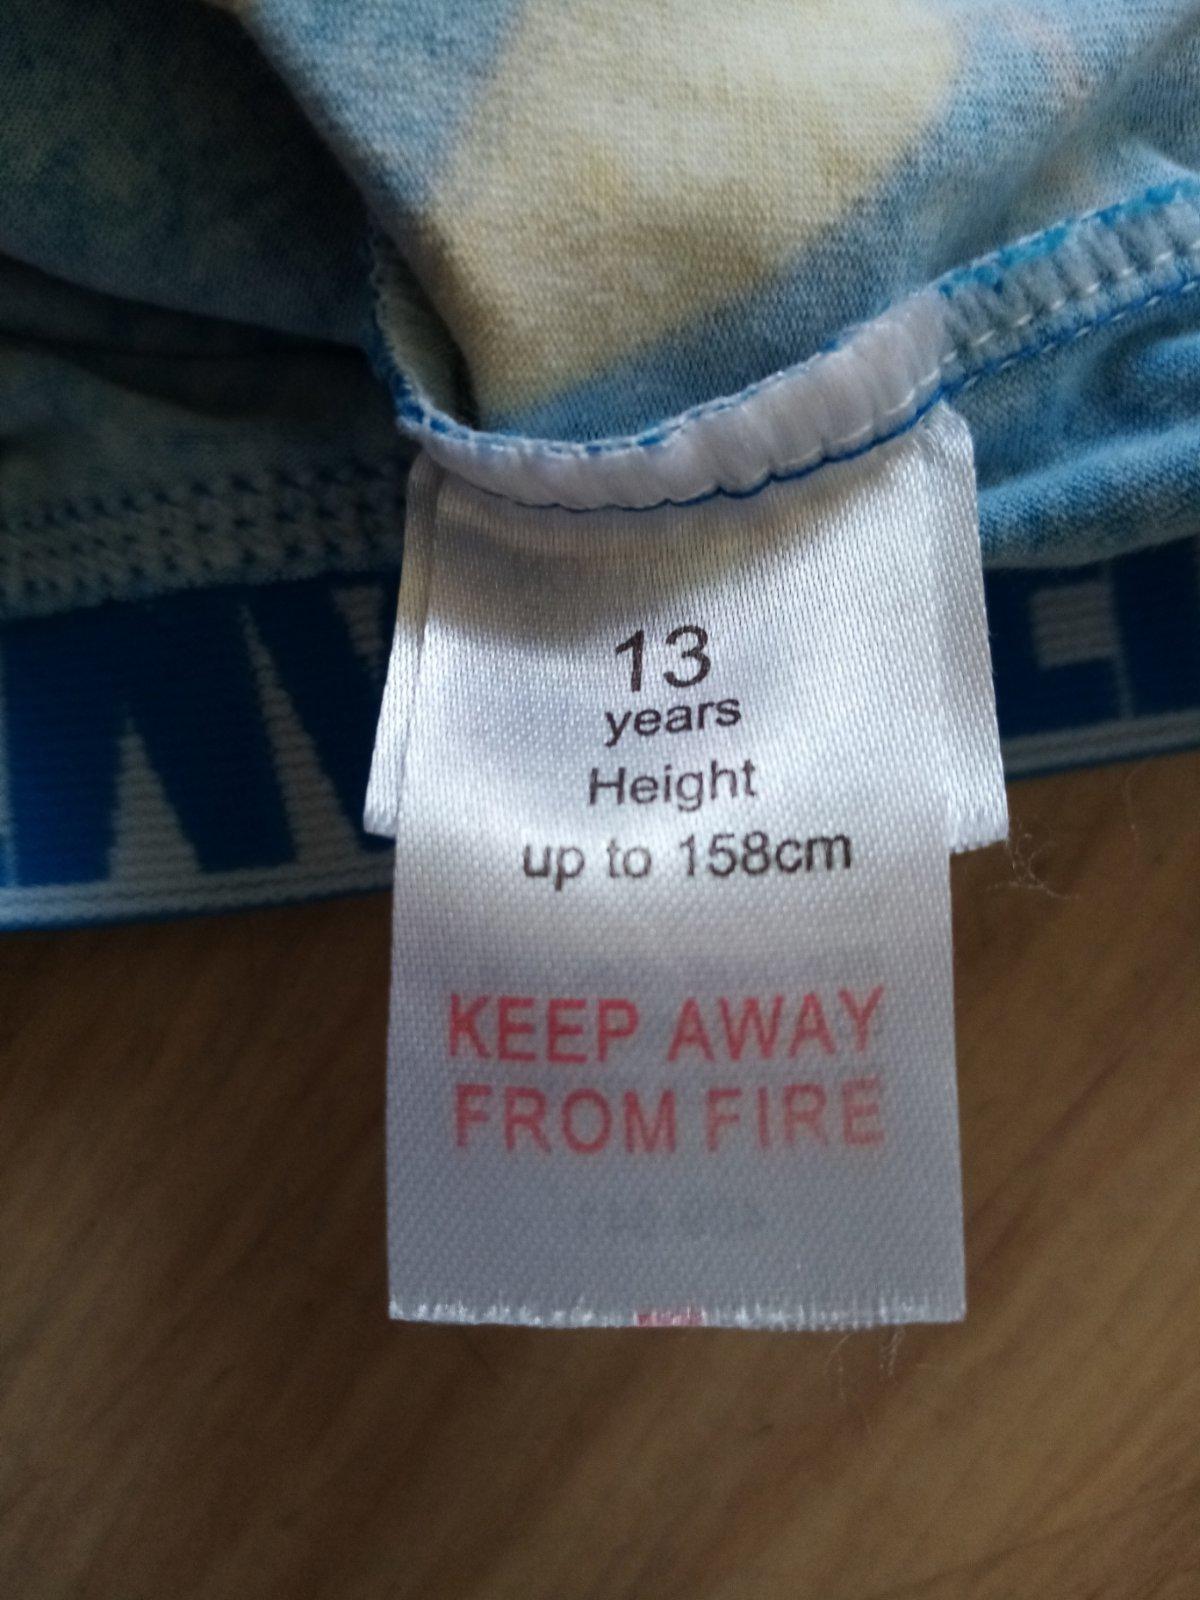 13
years
Height
up to 158cm
KEEP AWAY
FROM FIRE